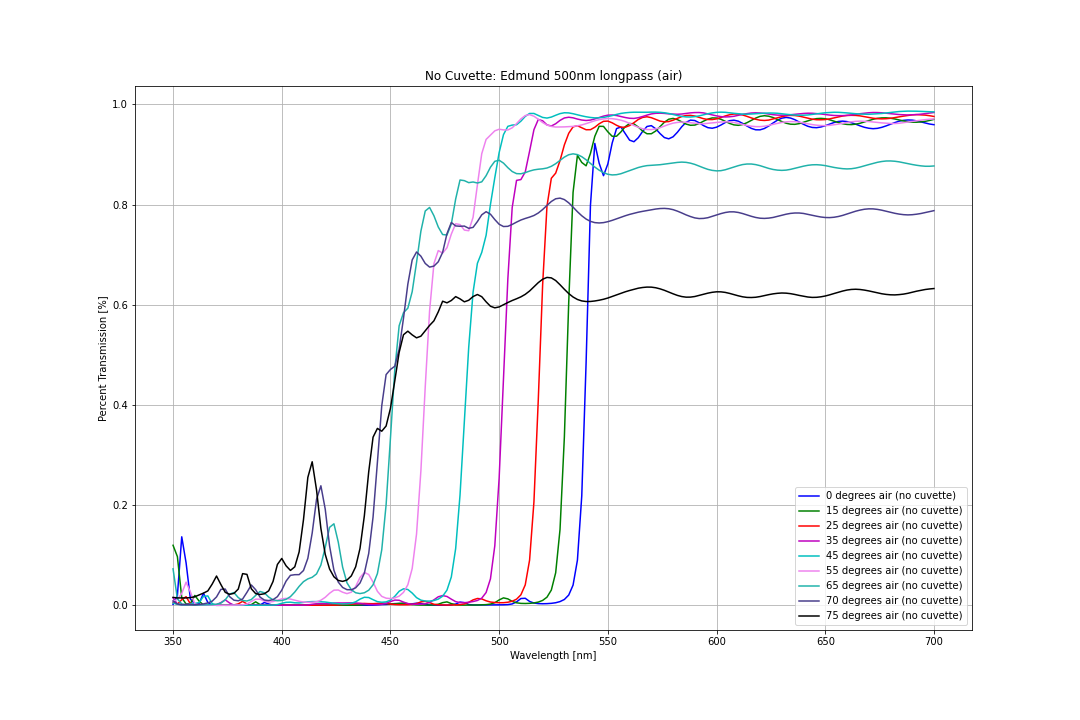 No Cuvette: Edmund 500nm longpass (air)
Percent Transmission [%]
1.0
0.8
0.6
0.4
0.2
0.0
350 400 450 500 550 600 650 700
Wavelength [nm]
0 degrees air (no cuvette)
15 degrees air (no cuvette)
25 degrees air (no cuvette)
35 degrees air (no cuvette)
45 degrees air (no cuvette)
55 degrees air (no cuvette)
65 degrees air (no cuvette)
70 degrees air (no cuvette)
75 degrees air (no cuvette)